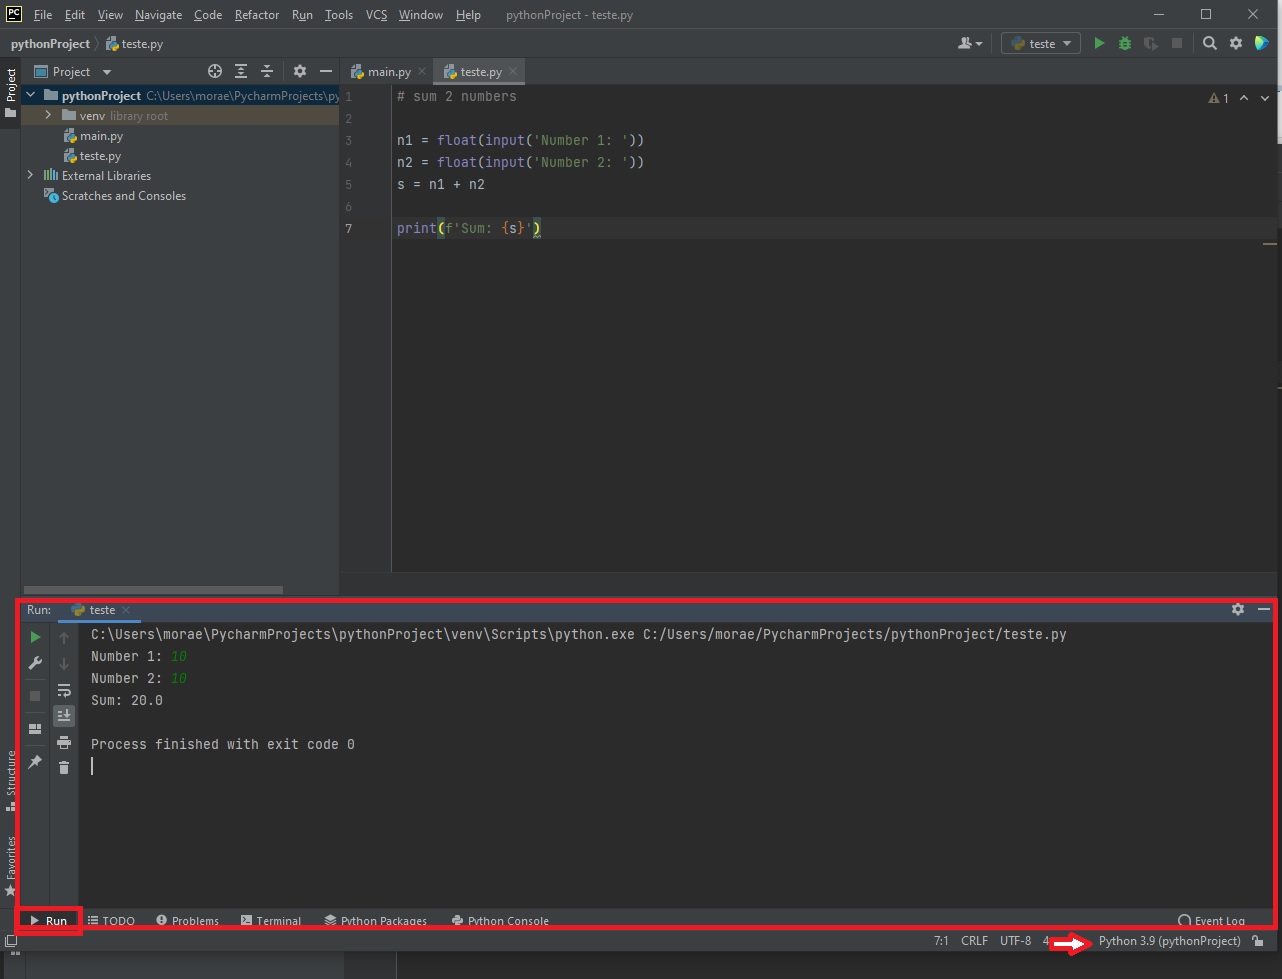 PC File Edit View Navigate Code Refactor Run Tools VCS Window Help pythonProject - teste.py
pythonProject teste.py teste
Project
Project main.py teste.py
pythonProject C:\Users\morae\PycharmProjects\py
venv library root
main.py
teste.py
External Libraries
Scratches and Consoles
1 # sum 2 numbers
1
2
3 n1 = float(input('Number 1: '))
4 n2 = float(input('Number 2: '))
5 s = n1 + n2
6
7 print(f'Sum: {s}')
Run: teste
C:\Users\morae\PycharmProjects\pythonProject\venv\Scripts\python.exe C:/Users/morae/PycharmProjects/pythonProject/teste.py
Number 1: 10
Number 2: 10
Sum: 20.0
Process finished with exit code 0
Structure
Favorites
Run TODO Problems Terminal Python Packages Python Console Event Log
7:1 CRLF UTF-8 4 Python 3.9 (pythonProject)